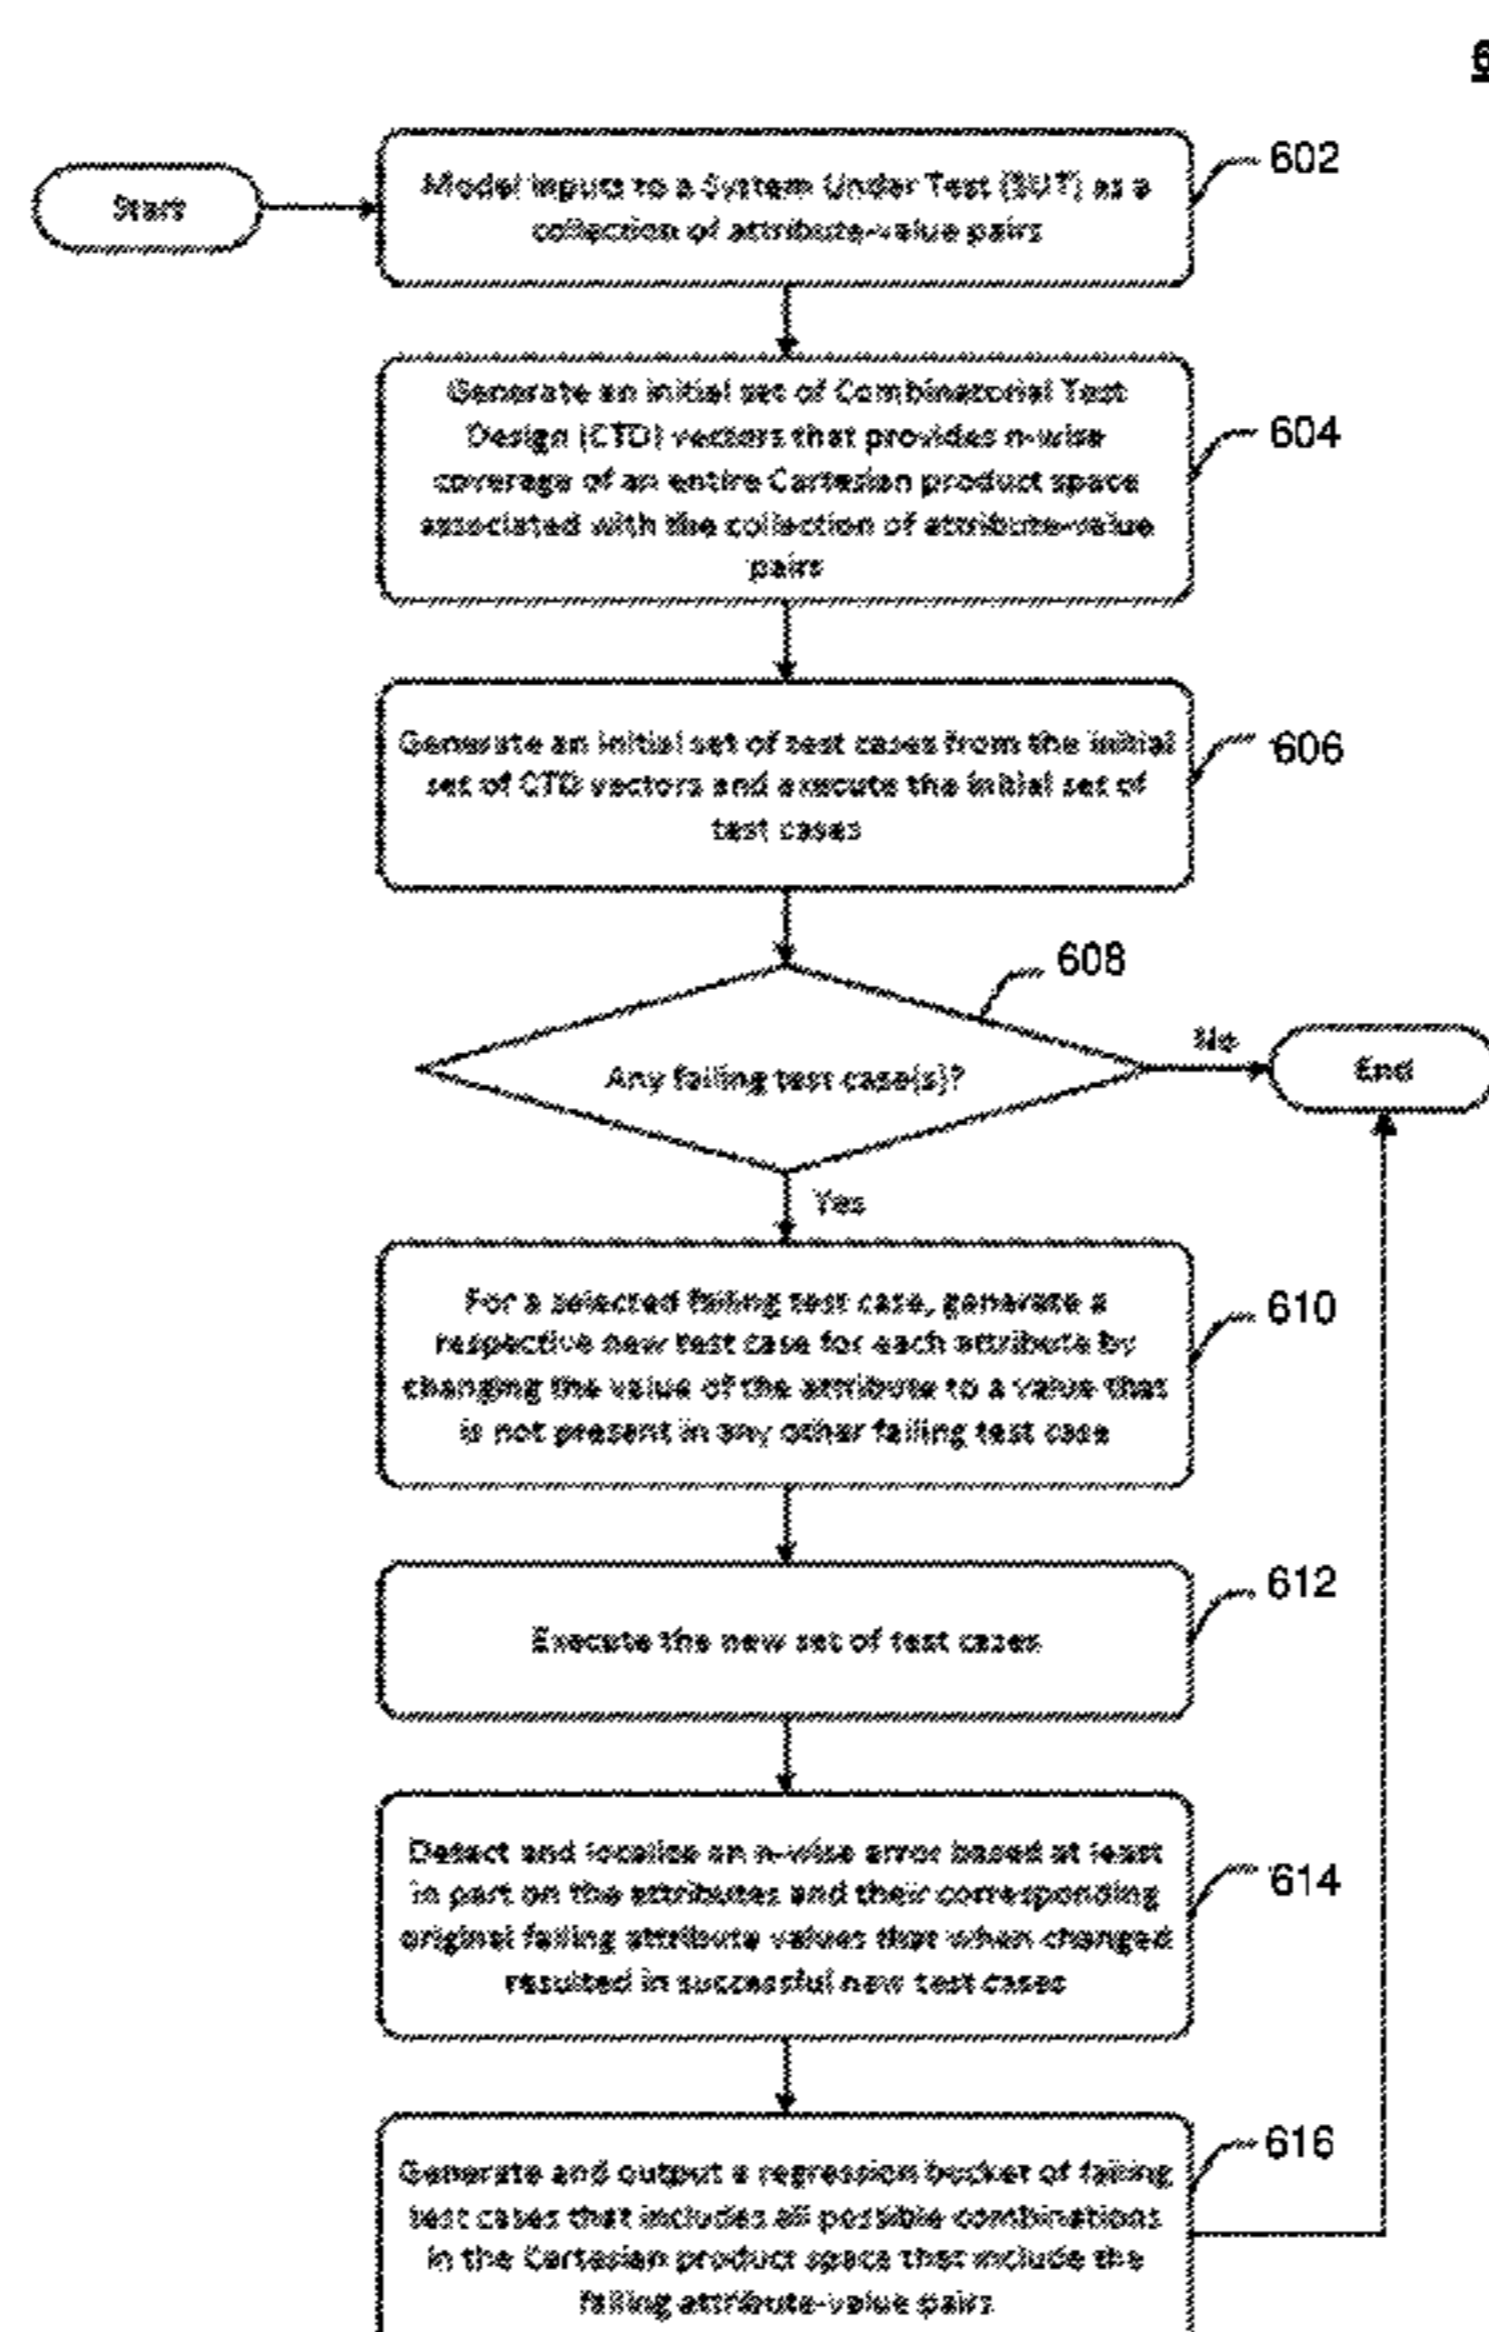 6
Start
Model inputs to a System Under Test (SUT) as a
collection of attribute-value pairs
602
Generate an initial set of Combinatorial Test
Design (CTD) vectors that provides n-wise
coverage of an entire Cartesian product space
associated with the collection of attribute-value
pairs
604
Generate an initial set of test cases from the initial
set of CTD vectors and execute the initial set of
test cases
606
608
Any failing test case(s)?
No
End
Yes
For a selected failing test case, generate a
respective new test case for each attribute by
changing the value of the attribute to a value that
is not present in any other failing test case
610
Execute the new set of test cases
612
Detect and localize an n-wise error based at least
in part on the attributes and their corresponding
original failing attribute values that when changed
resulted in successful new test cases
614
Generate and output a regression bucket of failing
test cases that includes all possible combinations
in the Cartesian product space that include the
failing attribute-value pairs
616